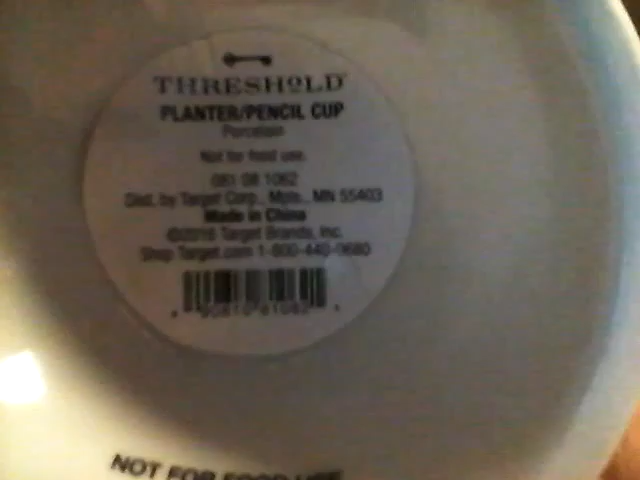 THRESHOLD
PLANTER/PENCIL CUP
Porcelain
Not for food use.
081 08 1062
Dist. by Target Corp., Mpls., MN 55403
Made in China
Target Brands, Inc.
Shop Target.com 1-800-440-0680
NOT FOR FOOD USE